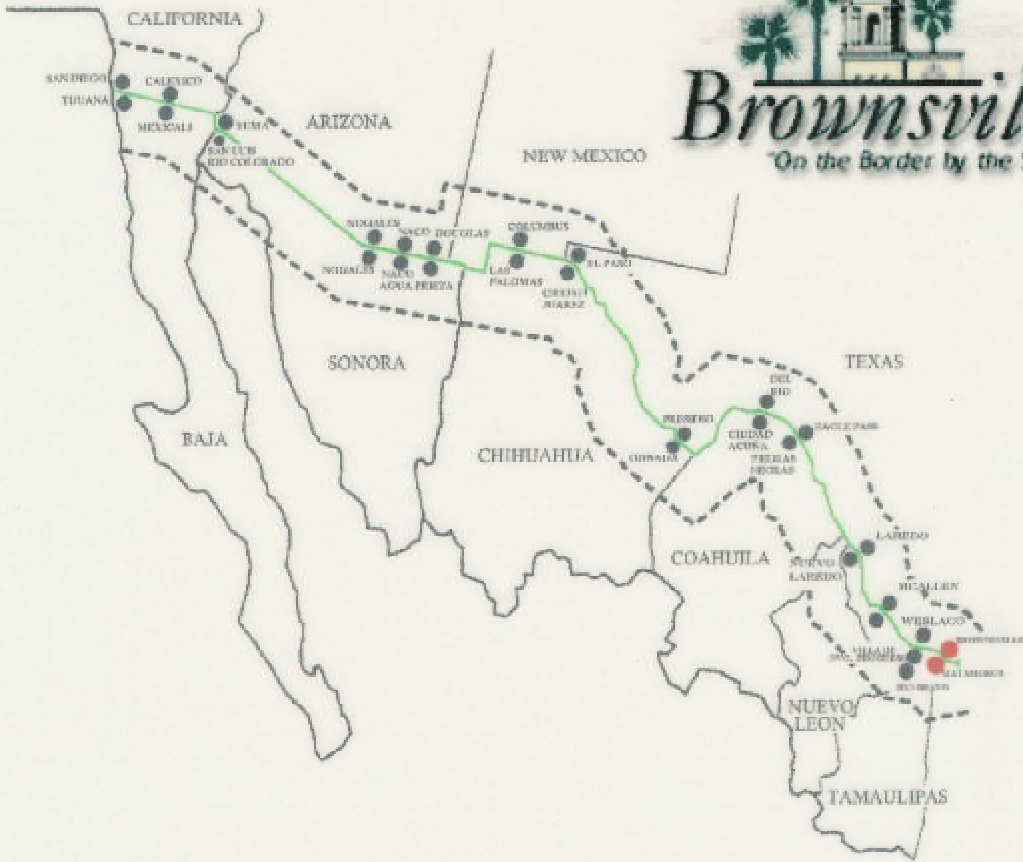 CALIFORNIA
SAN DIEGO
CALEXICO
TIJUANA
MEXICALI
YUMA
SAN LUIS
RIO COLORADO
ARIZONA
NEW MEXICO
Brownsvil
"On the Border by the
NOGALES
NACO
DOUGLAS
NOGALES
NACO
AGUA PRIETA
COLUMBUS
LAS
PALOMAS
EL PASO
CIUDAD
JUAREZ
SONORA
TEXAS
BAJA
CHIHUAHUA
PRESIDIO
OJINAGA
DEL
RIO
CIUDAD
ACUNA
EAGLE PASS
PIEDRAS
NEGRAS
COAHUILA
LAREDO
NUEVO
LAREDO
MCALLEN
WESLACO
BROWNSVILLE
MATAMOROS
RIO BRAVO
NUEVO
LEON
TAMAULIPAS